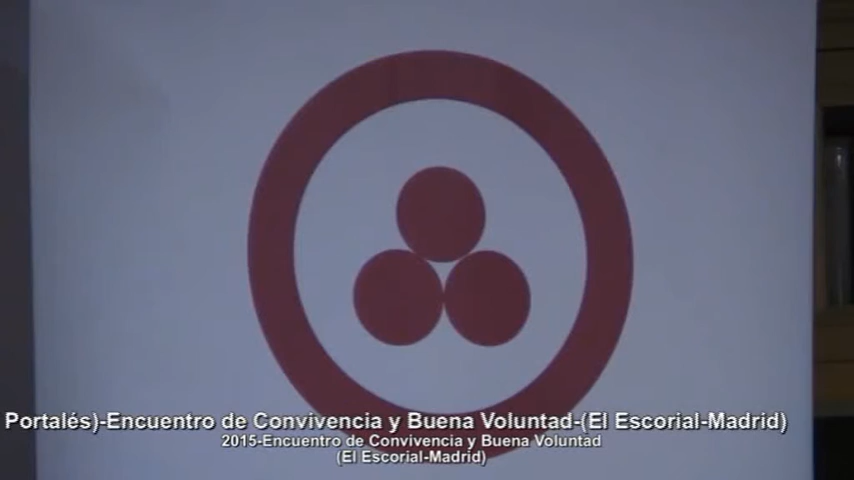 Portalés)-Encuentro de Convivencia y Buena Voluntad-(El Escorial-Madrid)
2015-Encuentro de Convivencia y Buena Voluntad
(El Escorial-Madrid)